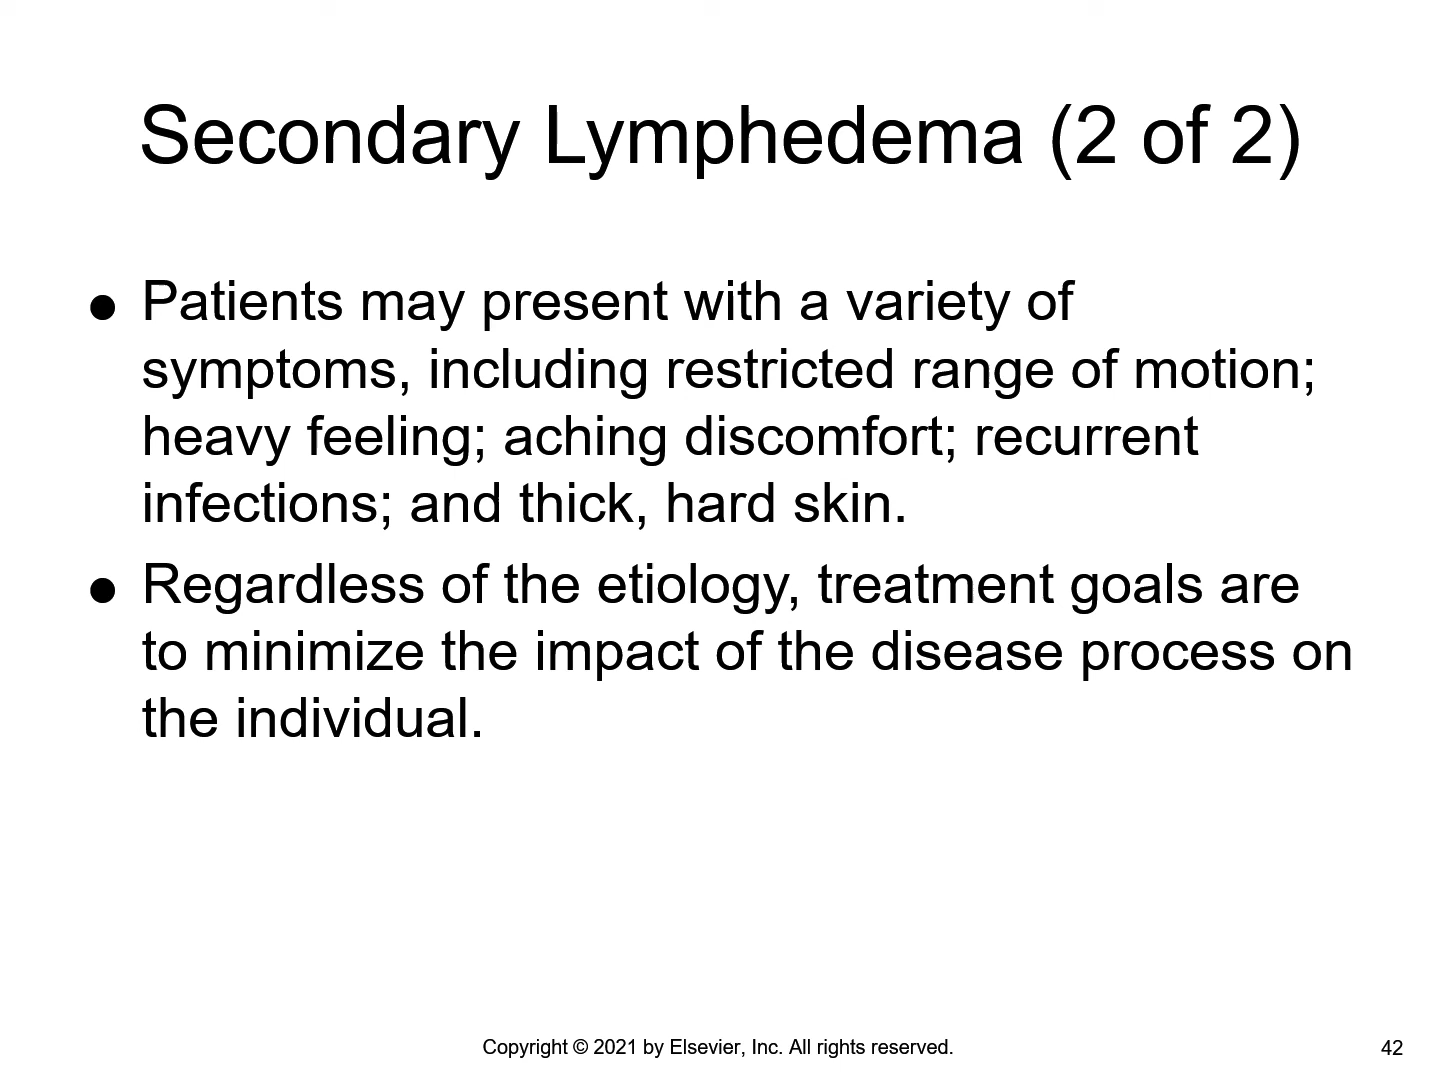 Secondary Lymphedema (2 of 2)
● Patients may present with a variety of
symptoms, including restricted range of motion;
heavy feeling; aching discomfort; recurrent
infections; and thick, hard skin.
● Regardless of the etiology, treatment goals are
to minimize the impact of the disease process on
the individual.
Copyright © 2021 by Elsevier, Inc. All rights reserved.
42